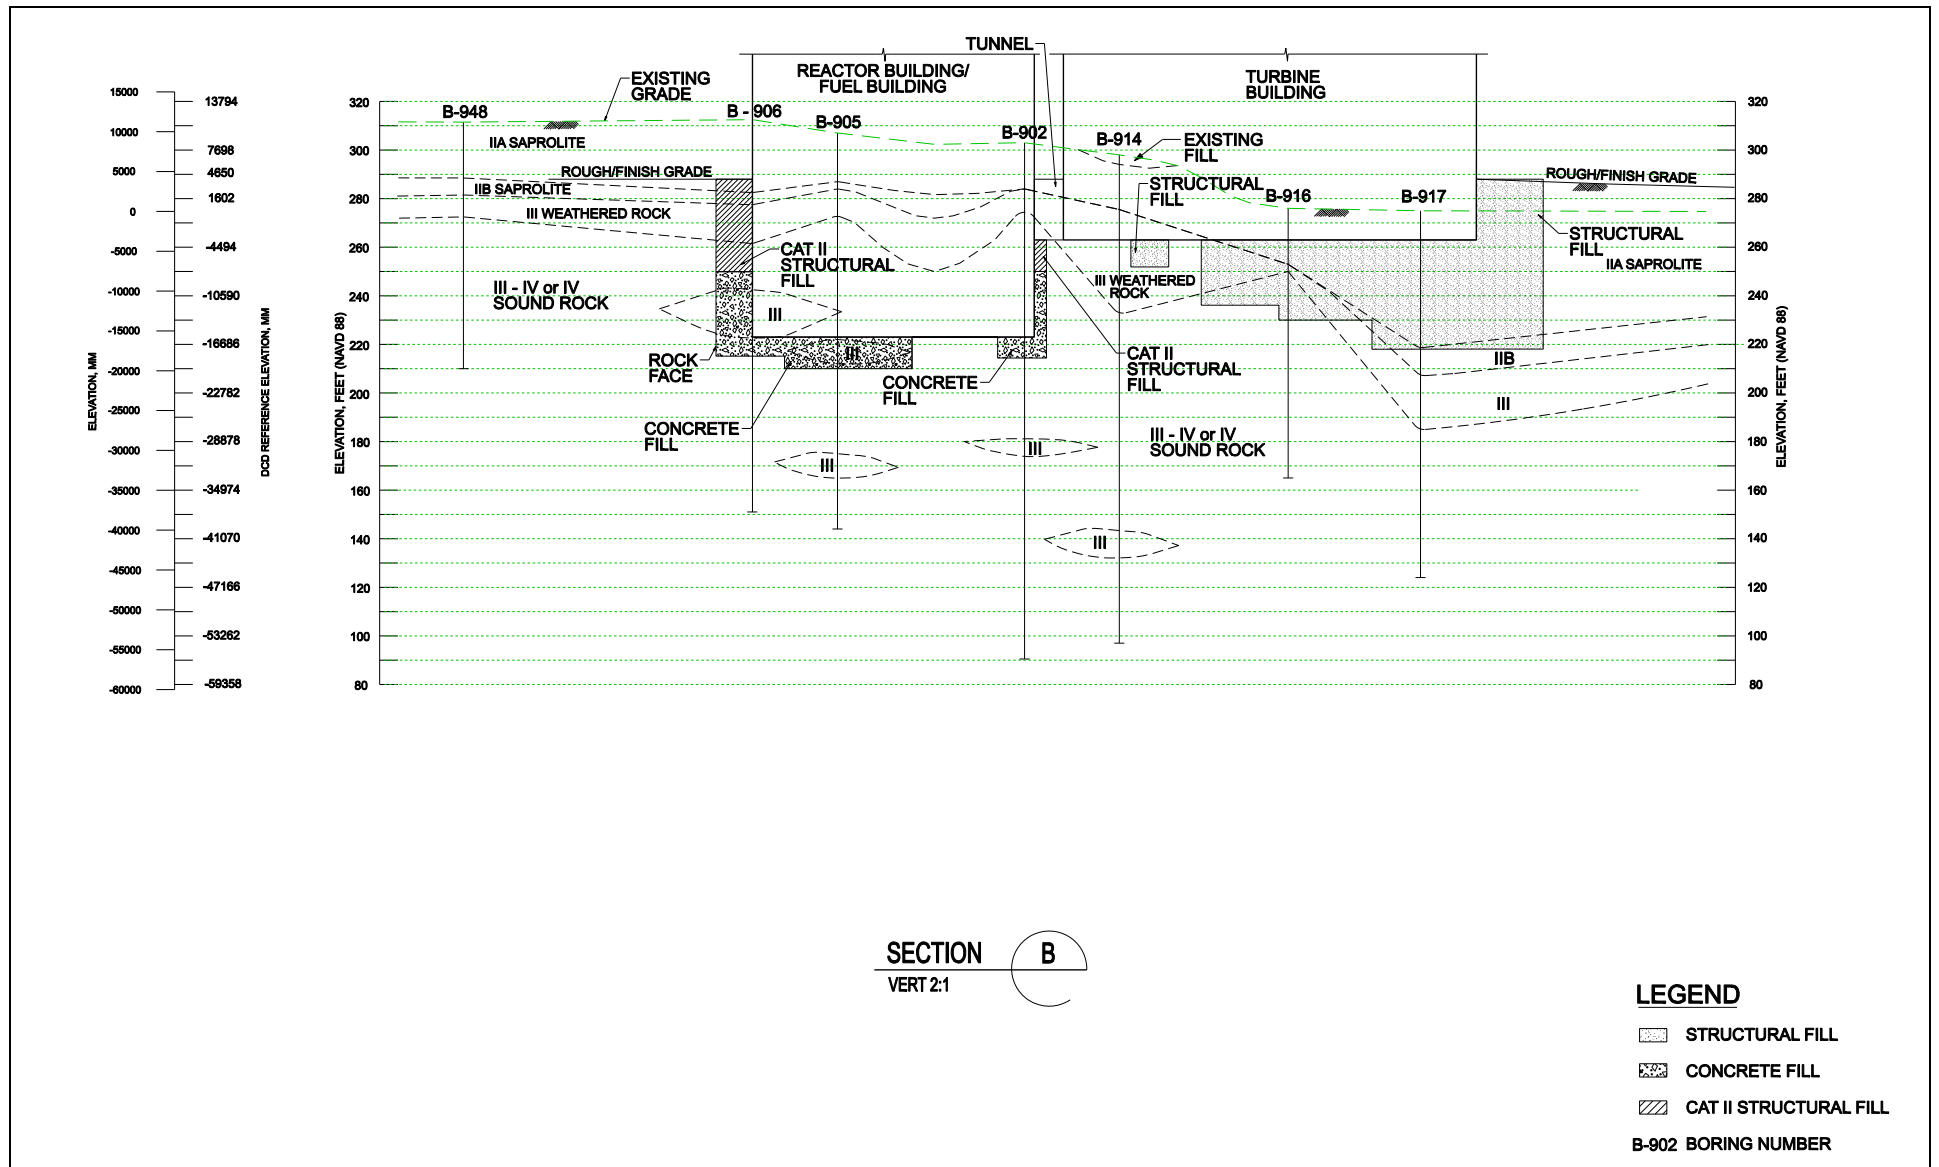 TUNNEL
REACTOR BUILDING/
FUEL BUILDING
TURBINE
BUILDING
EXISTING
GRADE
15000
10000
5000
0
-5000
-10000
-15000
-20000
-25000
-30000
-35000
-40000
-45000
-50000
-55000
-60000
ELEVATION, MM
13794
7698
4650
1602
-4494
-10590
-16686
-22782
-28878
-34974
-41070
-47166
-53262
-59358
DCD REFERENCE ELEVATION, MM
320
300
280
260
240
220
200
180
160
140
120
100
80
ELEVATION, FEET (NAVD 88)
B-948
B - 906
B-905
B-902
B-914
B-916
B-917
IIA SAPROLITE
EXISTING
FILL
ROUGH/FINISH GRADE
IIB SAPROLITE
III WEATHERED ROCK
STRUCTURAL
FILL
ROUGH/FINISH GRADE
STRUCTURAL
FILL
IIA SAPROLITE
CAT II
STRUCTURAL
FILL
III - IV or IV
SOUND ROCK
III
III WEATHERED
ROCK
ROCK
FACE
III
CONCRETE
FILL
CAT II
STRUCTURAL
FILL
IIB
III
CONCRETE
FILL
III
III
III - IV or IV
SOUND ROCK
III
320
300
280
260
240
220
200
180
160
140
120
100
80
ELEVATION, FEET (NAVD 88)
SECTION
B
VERT 2:1
LEGEND
STRUCTURAL FILL
CONCRETE FILL
CAT II STRUCTURAL FILL
B-902 BORING NUMBER